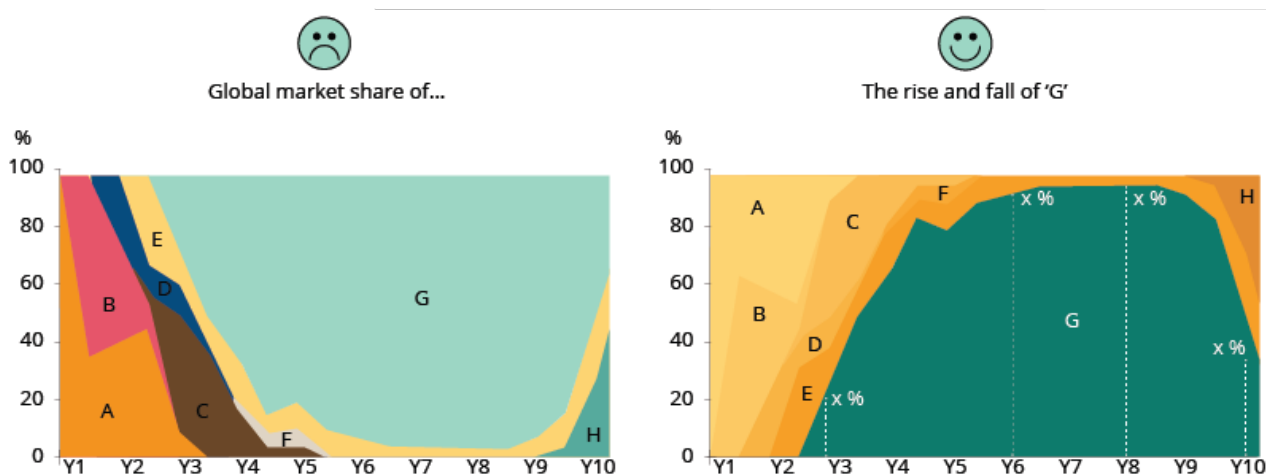 Global market share of...
%
100
80
60
40
20
0
A
B
C
D
E
F
G
H
Y1 Y2 Y3 Y4 Y5 Y6 Y7 Y8 Y9 Y10
The rise and fall of ‘G’
%
100
80
60
40
20
0
A
B
C
D
E
F
G
H
x %
x %
x %
x %
Y1 Y2 Y3 Y4 Y5 Y6 Y7 Y8 Y9 Y10